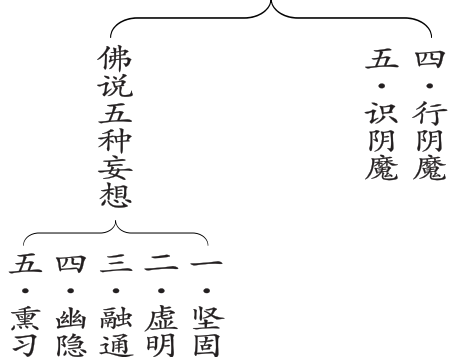 四·行阴魔
五·识阴魔
佛说五种妄想
一·坚固
二·虚明
三·融通
四·幽隐
五·熏习